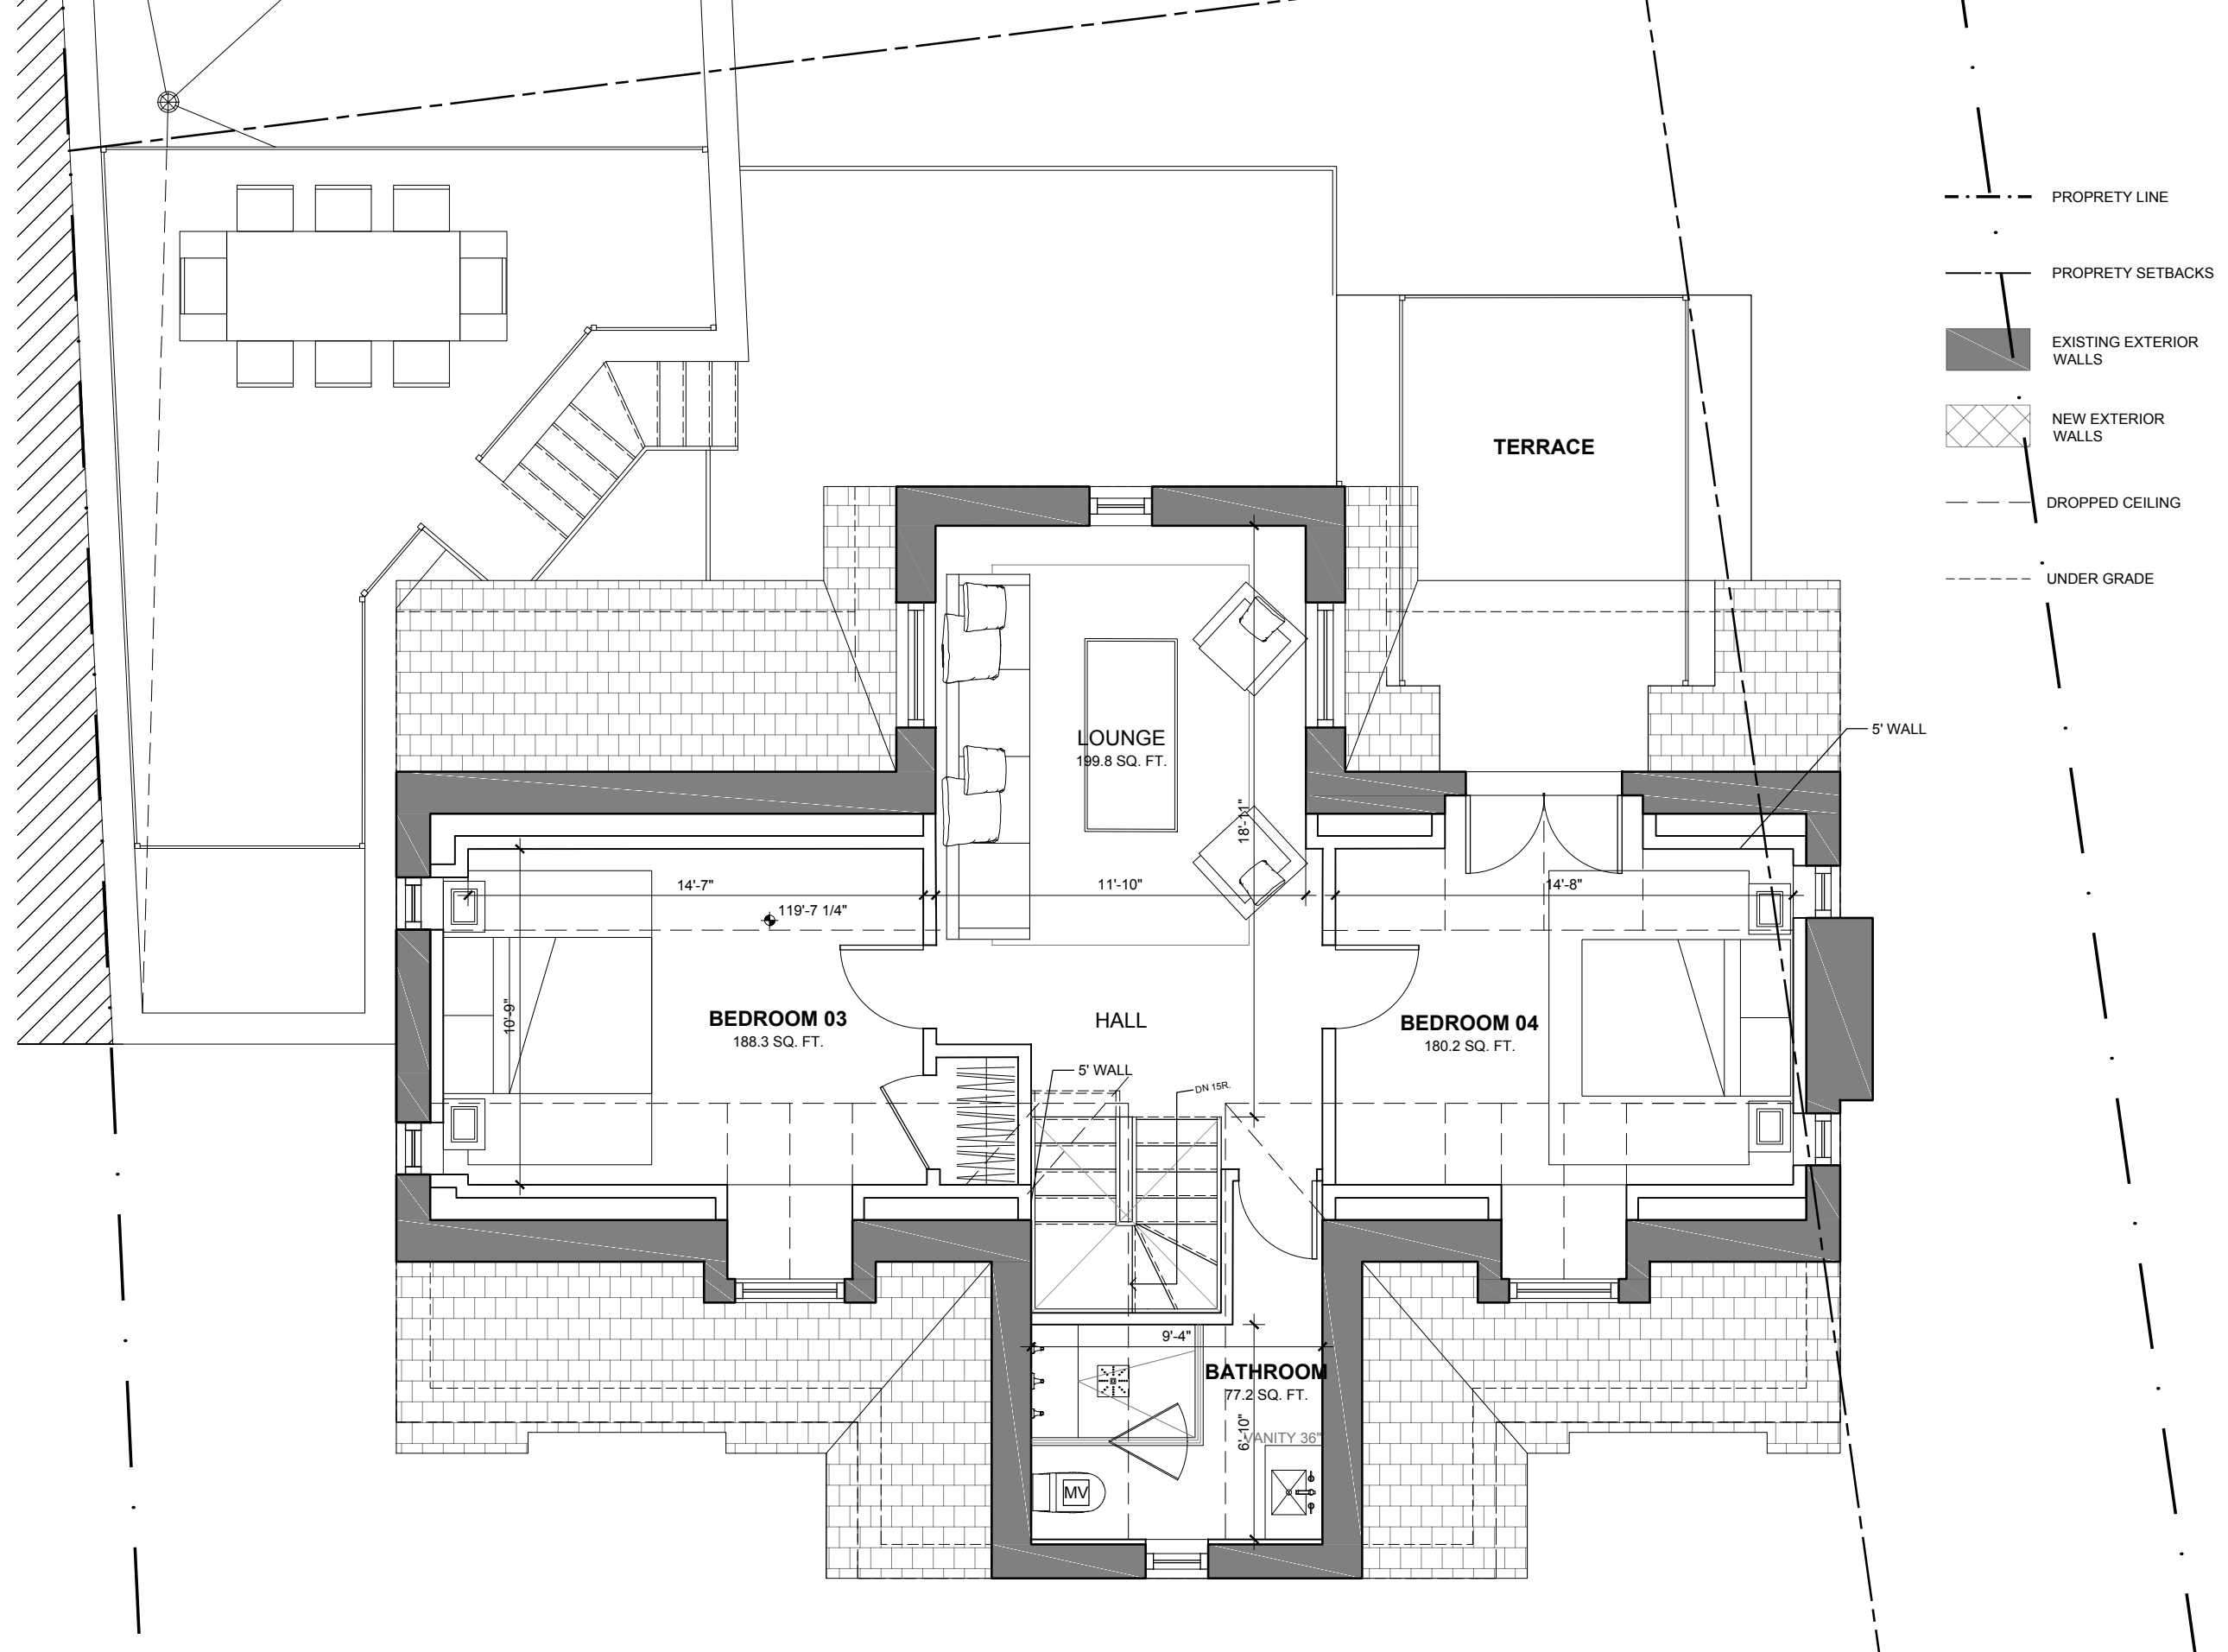 PROPRETY LINE
PROPRETY SETBACKS
EXISTING EXTERIOR
WALLS
NEW EXTERIOR
WALLS
DROPPED CEILING
UNDER GRADE
TERRACE
5' WALL
LOUNGE
199.8 SQ. FT.
18'-11"
14'-7"
11'-10"
14'-8"
119'-7 1/4"
10'-9"
BEDROOM 03
188.3 SQ. FT.
HALL
BEDROOM 04
180.2 SQ. FT.
5' WALL
DN 15R.
9'-4"
BATHROOM
77.2 SQ. FT.
6'-10"
VANITY 36"
MV